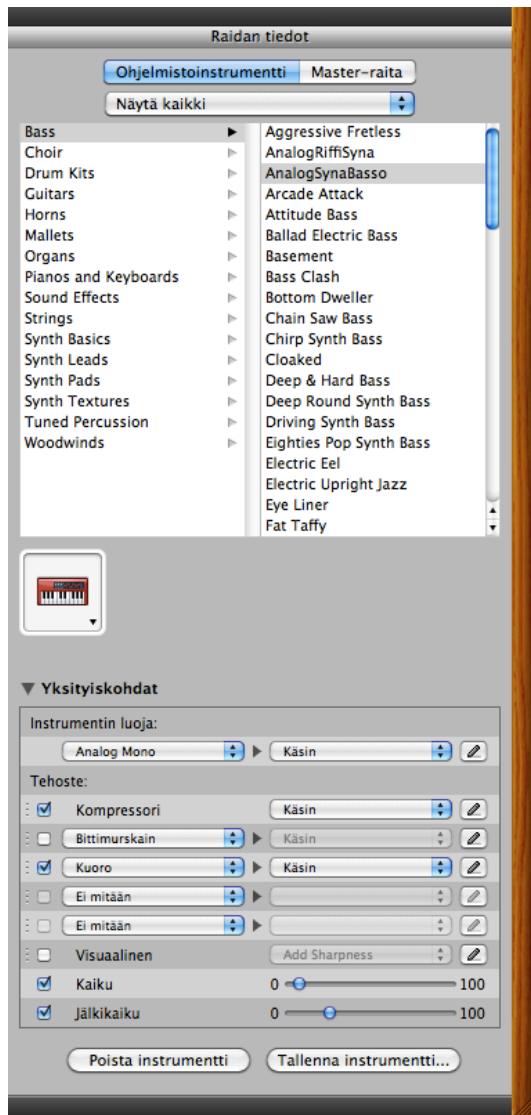 Raidan tiedot
Ohjelmistoinstrumentti Master-raita
Näytä kaikki
Bass
Choir
Drum Kits
Guitars
Horns
Mallets
Organs
Pianos and Keyboards
Sound Effects
Strings
Synth Basics
Synth Leads
Synth Pads
Synth Textures
Tuned Percussion
Woodwinds
Aggressive Fretless
AnalogRiffiSyna
AnalogSynaBasso
Arcade Attack
Attitude Bass
Ballad Electric Bass
Basement
Bass Clash
Bottom Dweller
Chain Saw Bass
Chirp Synth Bass
Cloaked
Deep & Hard Bass
Deep Round Synth Bass
Driving Synth Bass
Eighties Pop Synth Bass
Electric Eel
Electric Upright Jazz
Eye Liner
Fat Taffy
Yksityiskohdat
Instrumentin luoja:
Analog Mono Käsin
Tehoste:
Kompressori Käsin
Bittimurskain Käsin
Kuoro Käsin
Ei mitään
Ei mitään
Visuaalinen Add Sharpness
Kaiku 0 100
Jälkikaiku 0 100
Poista instrumentti Tallenna instrumentti...